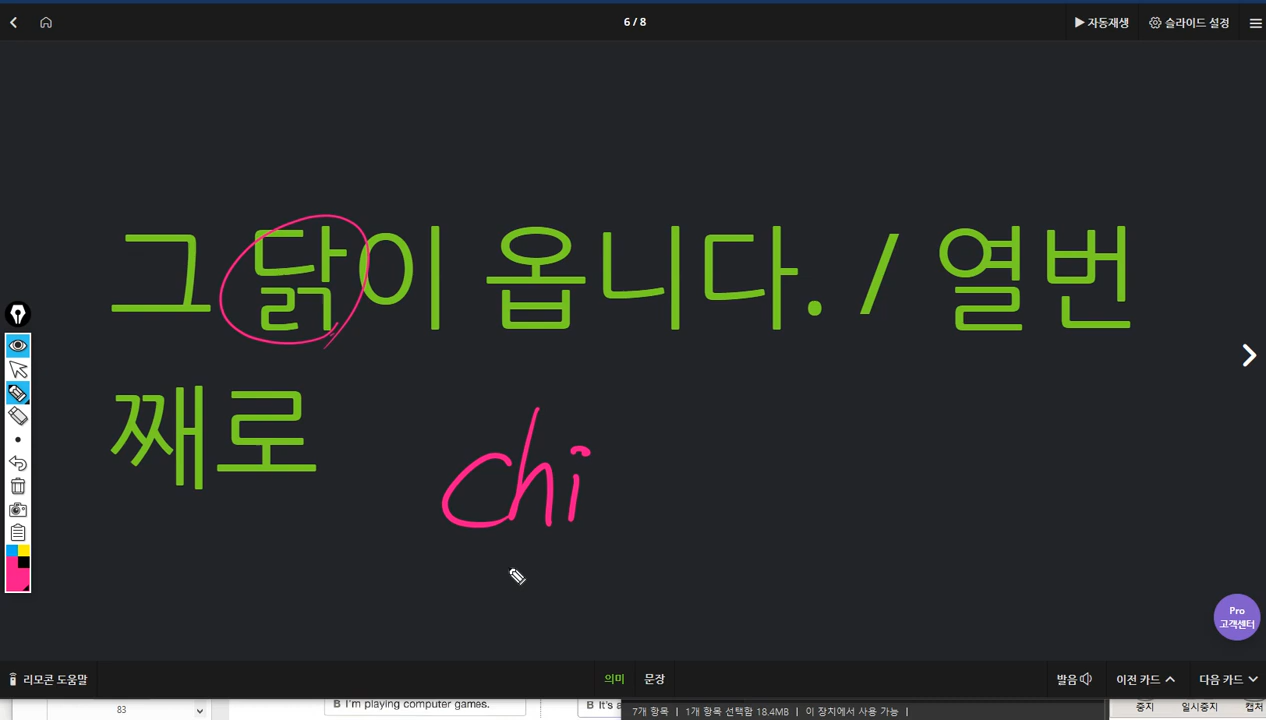 6 / 8
자동재생
슬라이드 설정
그 닭이 옵니다. / 열번
째로
chi
Pro
고객센터
리모콘 도움말
의미
문장
발음
이전 카드
다음 카드
83
B I'm playing computer games.
B It's a
7개 항목 | 1개 항목 선택함 18.4MB | 이 장치에서 사용 가능 |
중지
일시중지
캡처